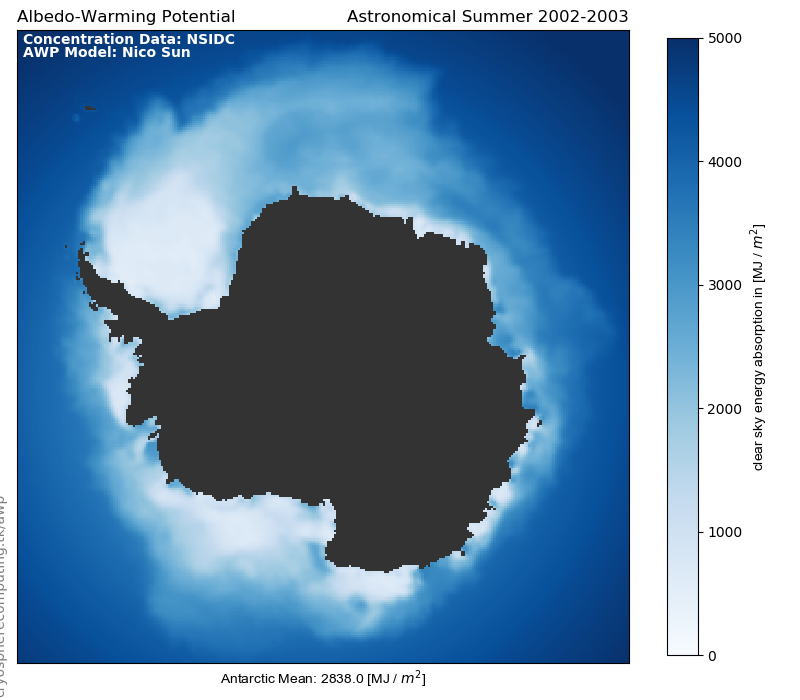 Albedo-Warming Potential Astronomical Summer 2002-2003
Concentration Data: NSIDC
AWP Model: Nico Sun
5000
4000
3000
2000
1000
0
clear sky energy absorption in [MJ / m²]
cryospherecomputing.tk/awp
Antarctic Mean: 2838.0 [MJ / m²]